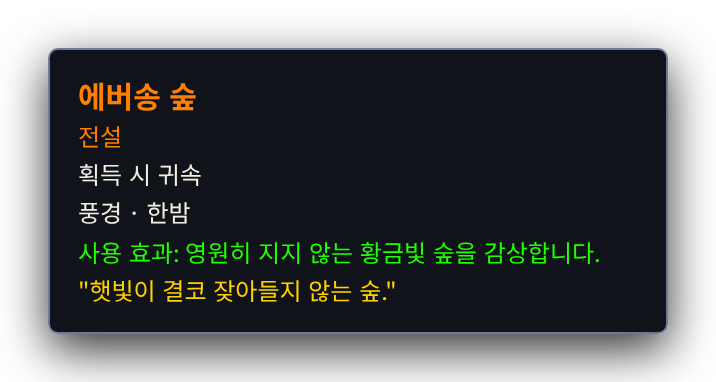 에버송 숲
전설
획득 시 귀속
풍경 · 한밤
사용 효과: 영원히 지지 않는 황금빛 숲을 감상합니다.
"햇빛이 결코 잦아들지 않는 숲."